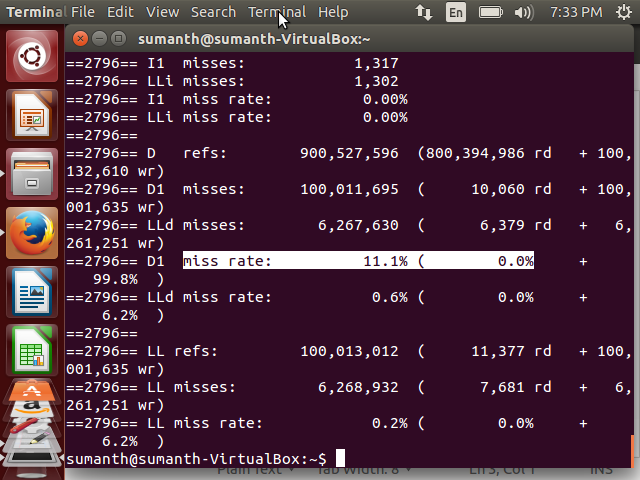 Terminal File Edit View Search Terminal Help En 7:33 PM
sumanth@sumanth-VirtualBox:~
==2796== I1 misses: 1,317
==2796== LLi misses: 1,302
==2796== I1 miss rate: 0.00%
==2796== LLi miss rate: 0.00%
==2796==
==2796== D refs: 900,527,596 (800,394,986 rd + 100,
132,610 wr)
==2796== D1 misses: 100,011,695 ( 10,060 rd + 100,
001,635 wr)
==2796== LLd misses: 6,267,630 ( 6,379 rd + 6,
261,251 wr)
==2796== D1 miss rate: 11.1% ( 0.0% +
99.8% )
==2796== LLd miss rate: 0.6% ( 0.0% +
6.2% )
==2796==
==2796== LL refs: 100,013,012 ( 11,377 rd + 100,
001,635 wr)
==2796== LL misses: 6,268,932 ( 7,681 rd + 6,
261,251 wr)
==2796== LL miss rate: 0.2% ( 0.0% +
6.2% )
sumanth@sumanth-VirtualBox:~$
Plain Text Tab Width: 8 Ln 5, Col 1 INS